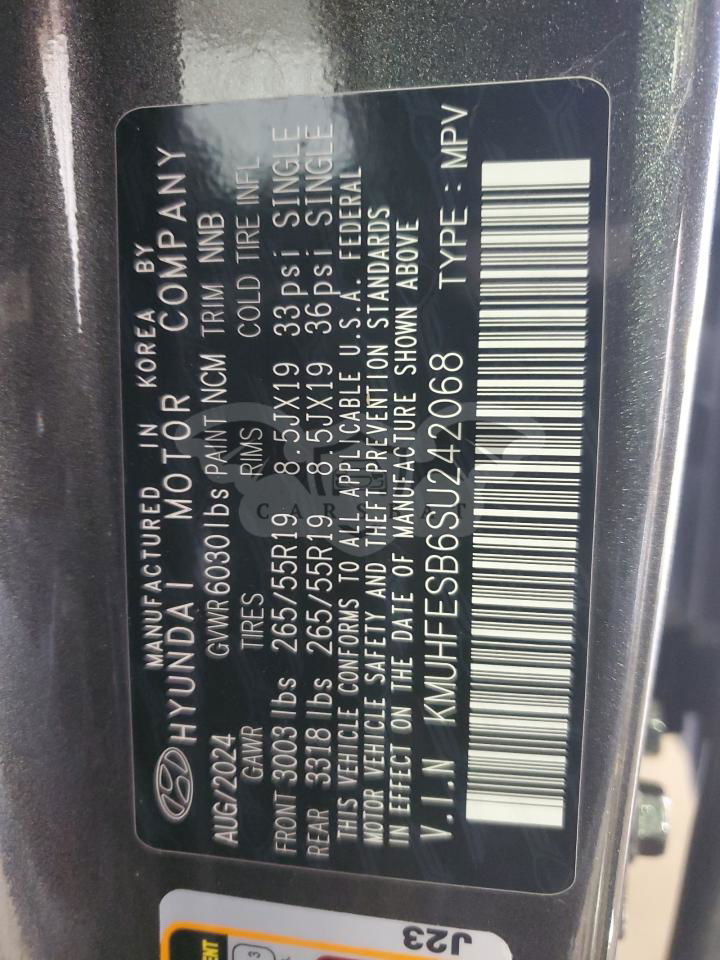 MANUFACTURED IN KOREA BY
HYUNDAI MOTOR COMPANY
AUG/2024 GVWR 6030lbs PAINT NCM TRIM NNB
GAWR TIRES RIMS COLD TIRE INFL
FRONT 3003 lbs 265/55R19 8.5JX19 33psi SINGLE
REAR 3318 lbs 265/55R19 8.5JX19 36psi SINGLE
THIS VEHICLE CONFORMS TO ALL APPLICABLE U.S.A. FEDERAL
MOTOR VEHICLE SAFETY AND THEFT PREVENTION STANDARDS
IN EFFECT ON THE DATE OF MANUFACTURE SHOWN ABOVE
V.I.N KMUHFESB6SU242068 TYPE : MPV
J23